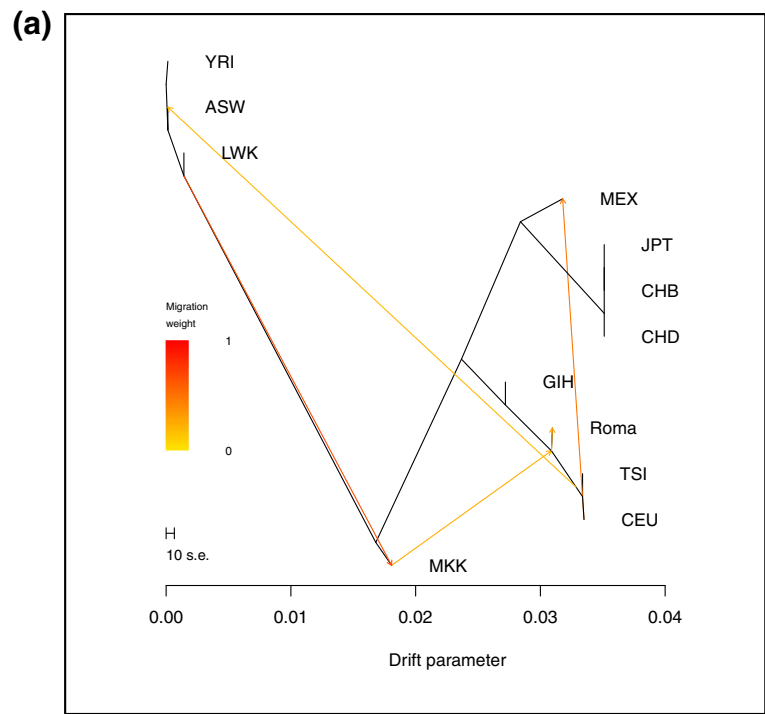 (a)
YRI
ASW
LWK
MEX
JPT
CHB
CHD
GIH
Roma
TSI
CEU
MKK
Migration
weight
1
0
10 s.e.
0.00 0.01 0.02 0.03 0.04
Drift parameter